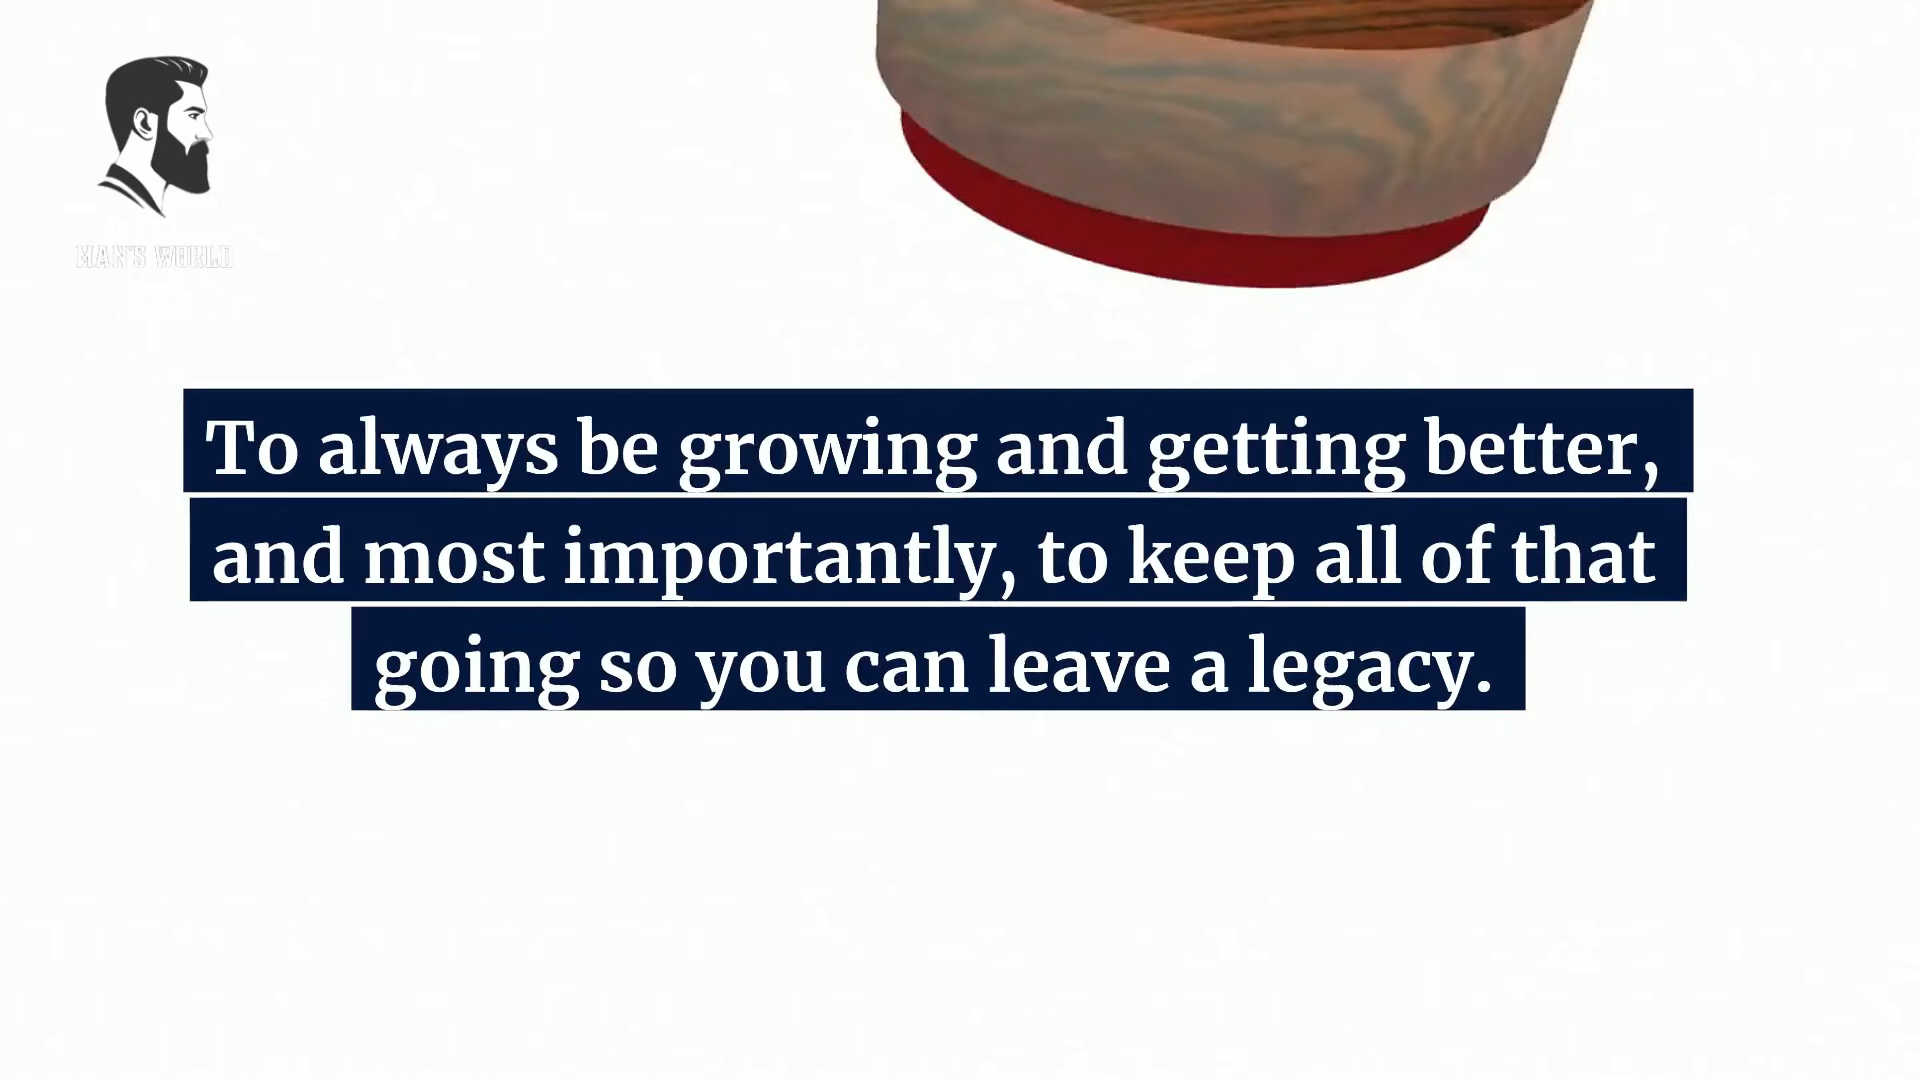 MAN'S WORLD
To always be growing and getting better,
and most importantly, to keep all of that
going so you can leave a legacy.